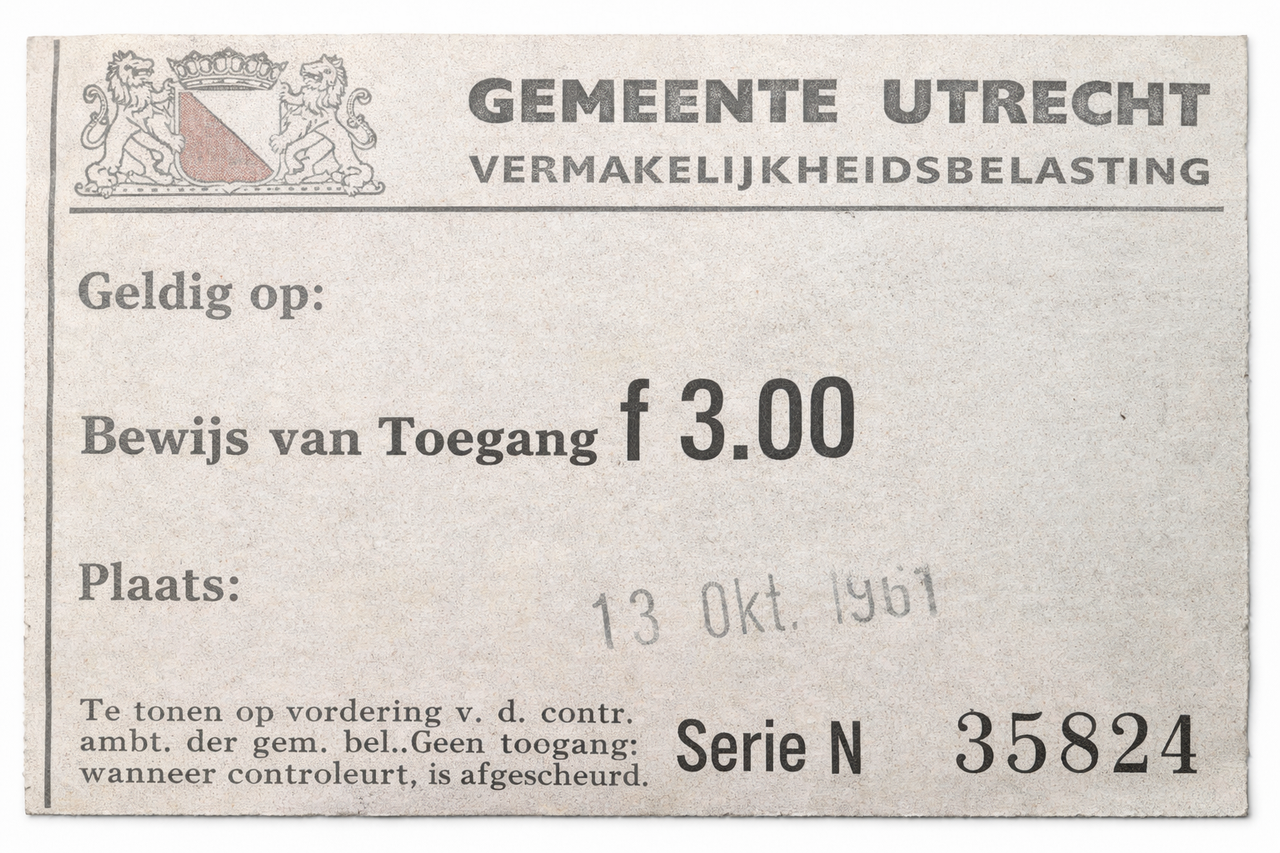 GEMEENTE UTRECHT
VERMAKELIJKHEIDSBELASTING
Geldig op:
Bewijs van Toegang f 3.00
Plaats:
13 Okt. 1961
Te tonen op vordering v. d. contr.
ambt. der gem. bel..Geen toogang:
wanneer controleurt, is afgescheurd.
Serie N 35824